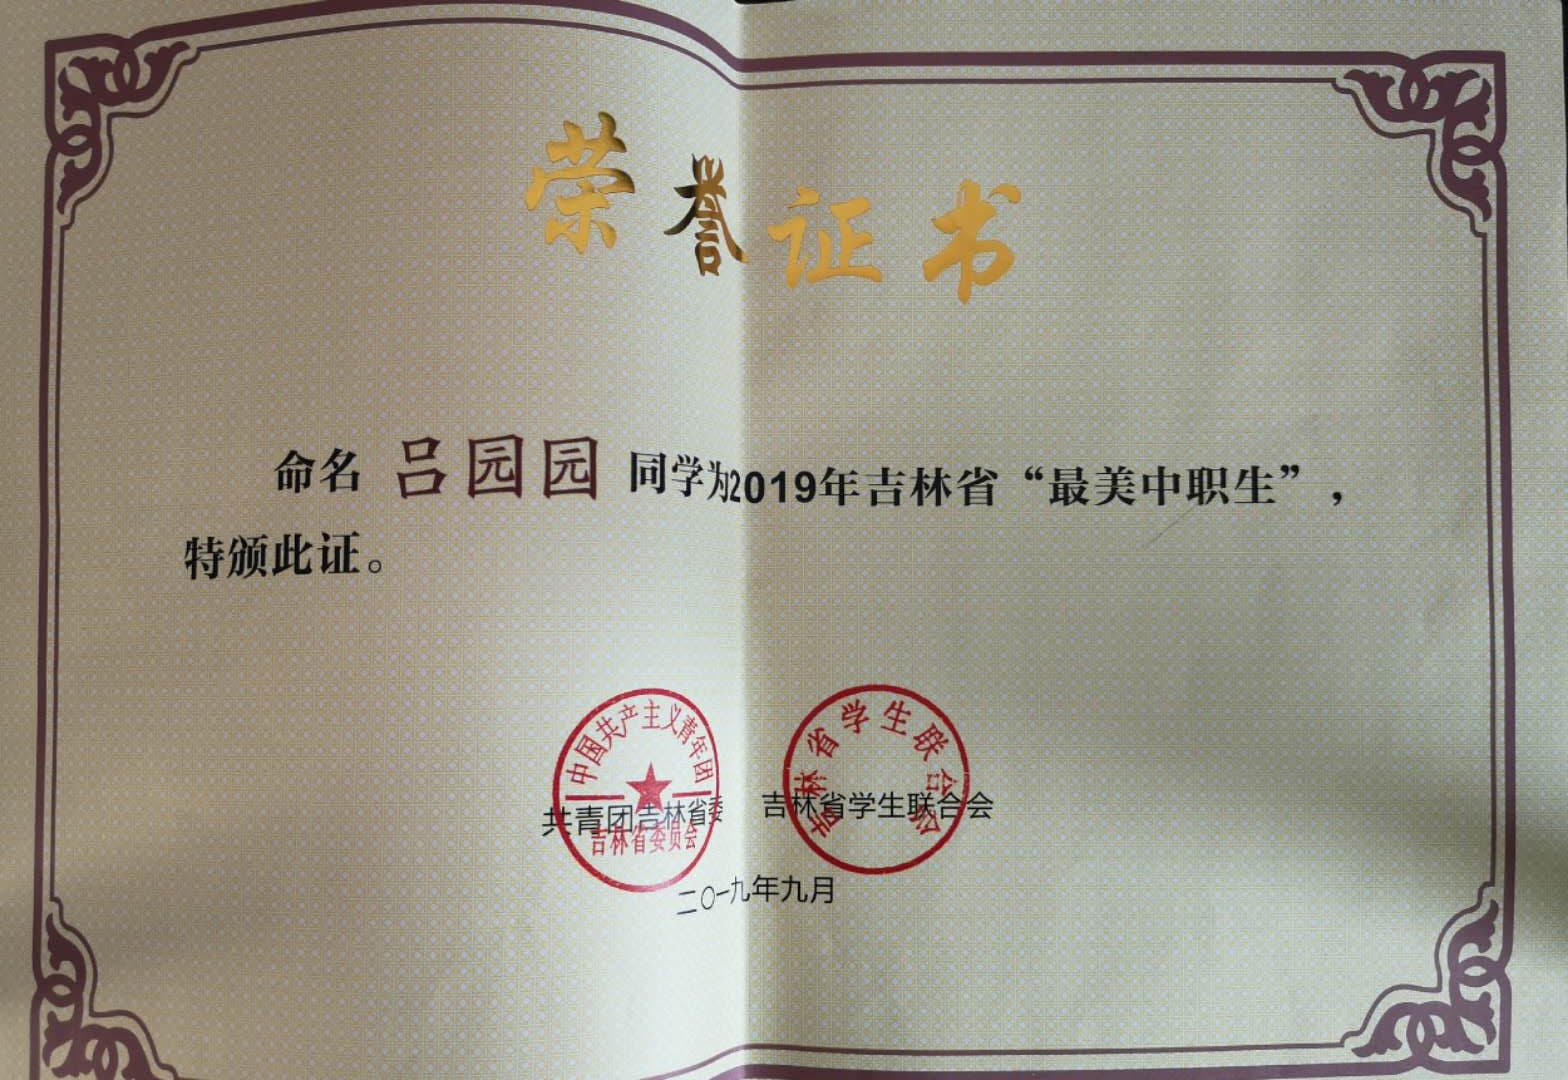 荣誉证书
命名 吕园园 同学为2019年吉林省“最美中职生”，
特颁此证。
中国共产主义青年团
吉林省委员会
共青团吉林省委
吉林省学生联合会
吉林省学生联合会
二〇一九年九月